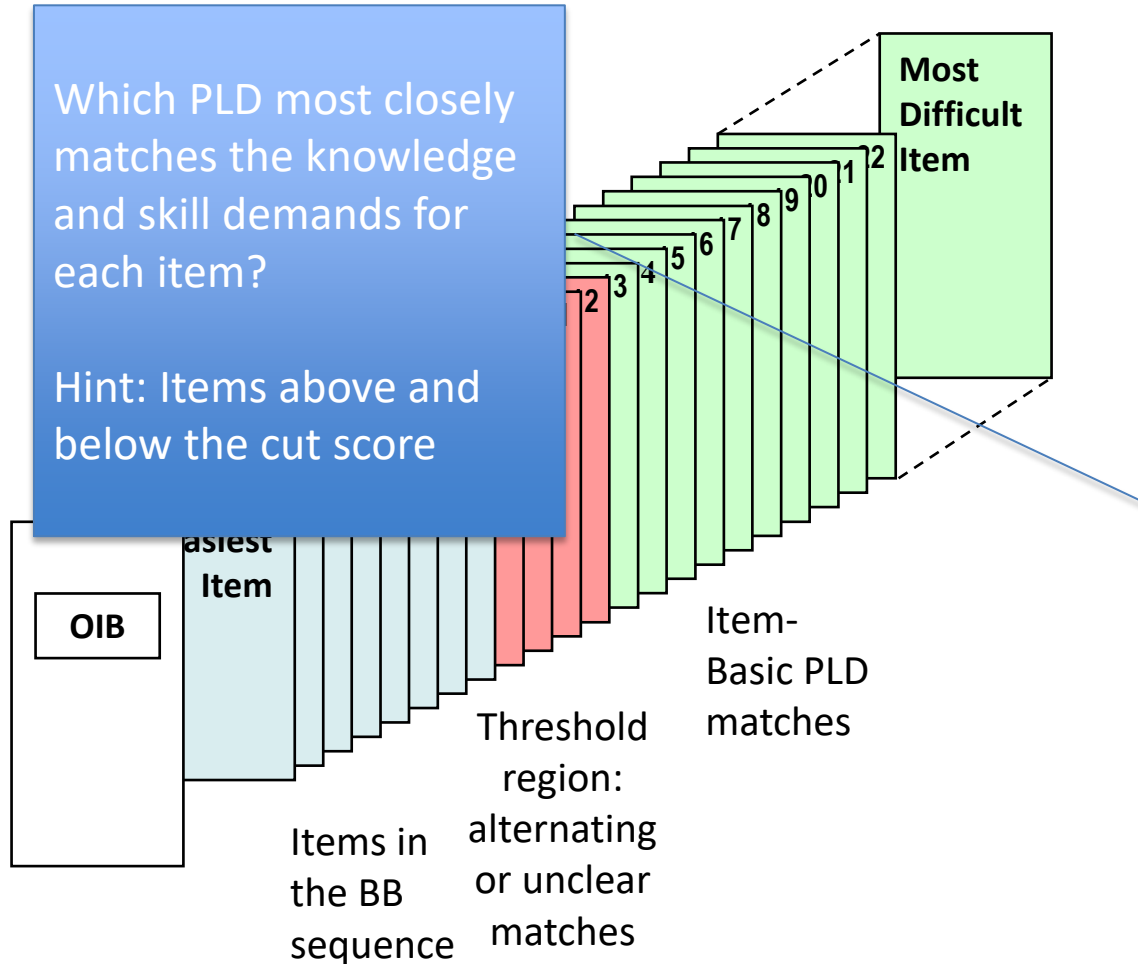 Which PLD most closely
matches the knowledge
and skill demands for
each item?
Hint: Items above and
below the cut score
Most
Difficult
Item
22
21
20
19
18
17
16
15
14
13
12
asiest
Item
OIB
Item-
Basic PLD
matches
Threshold
region:
alternating
or unclear
matches
Items in
the BB
sequence